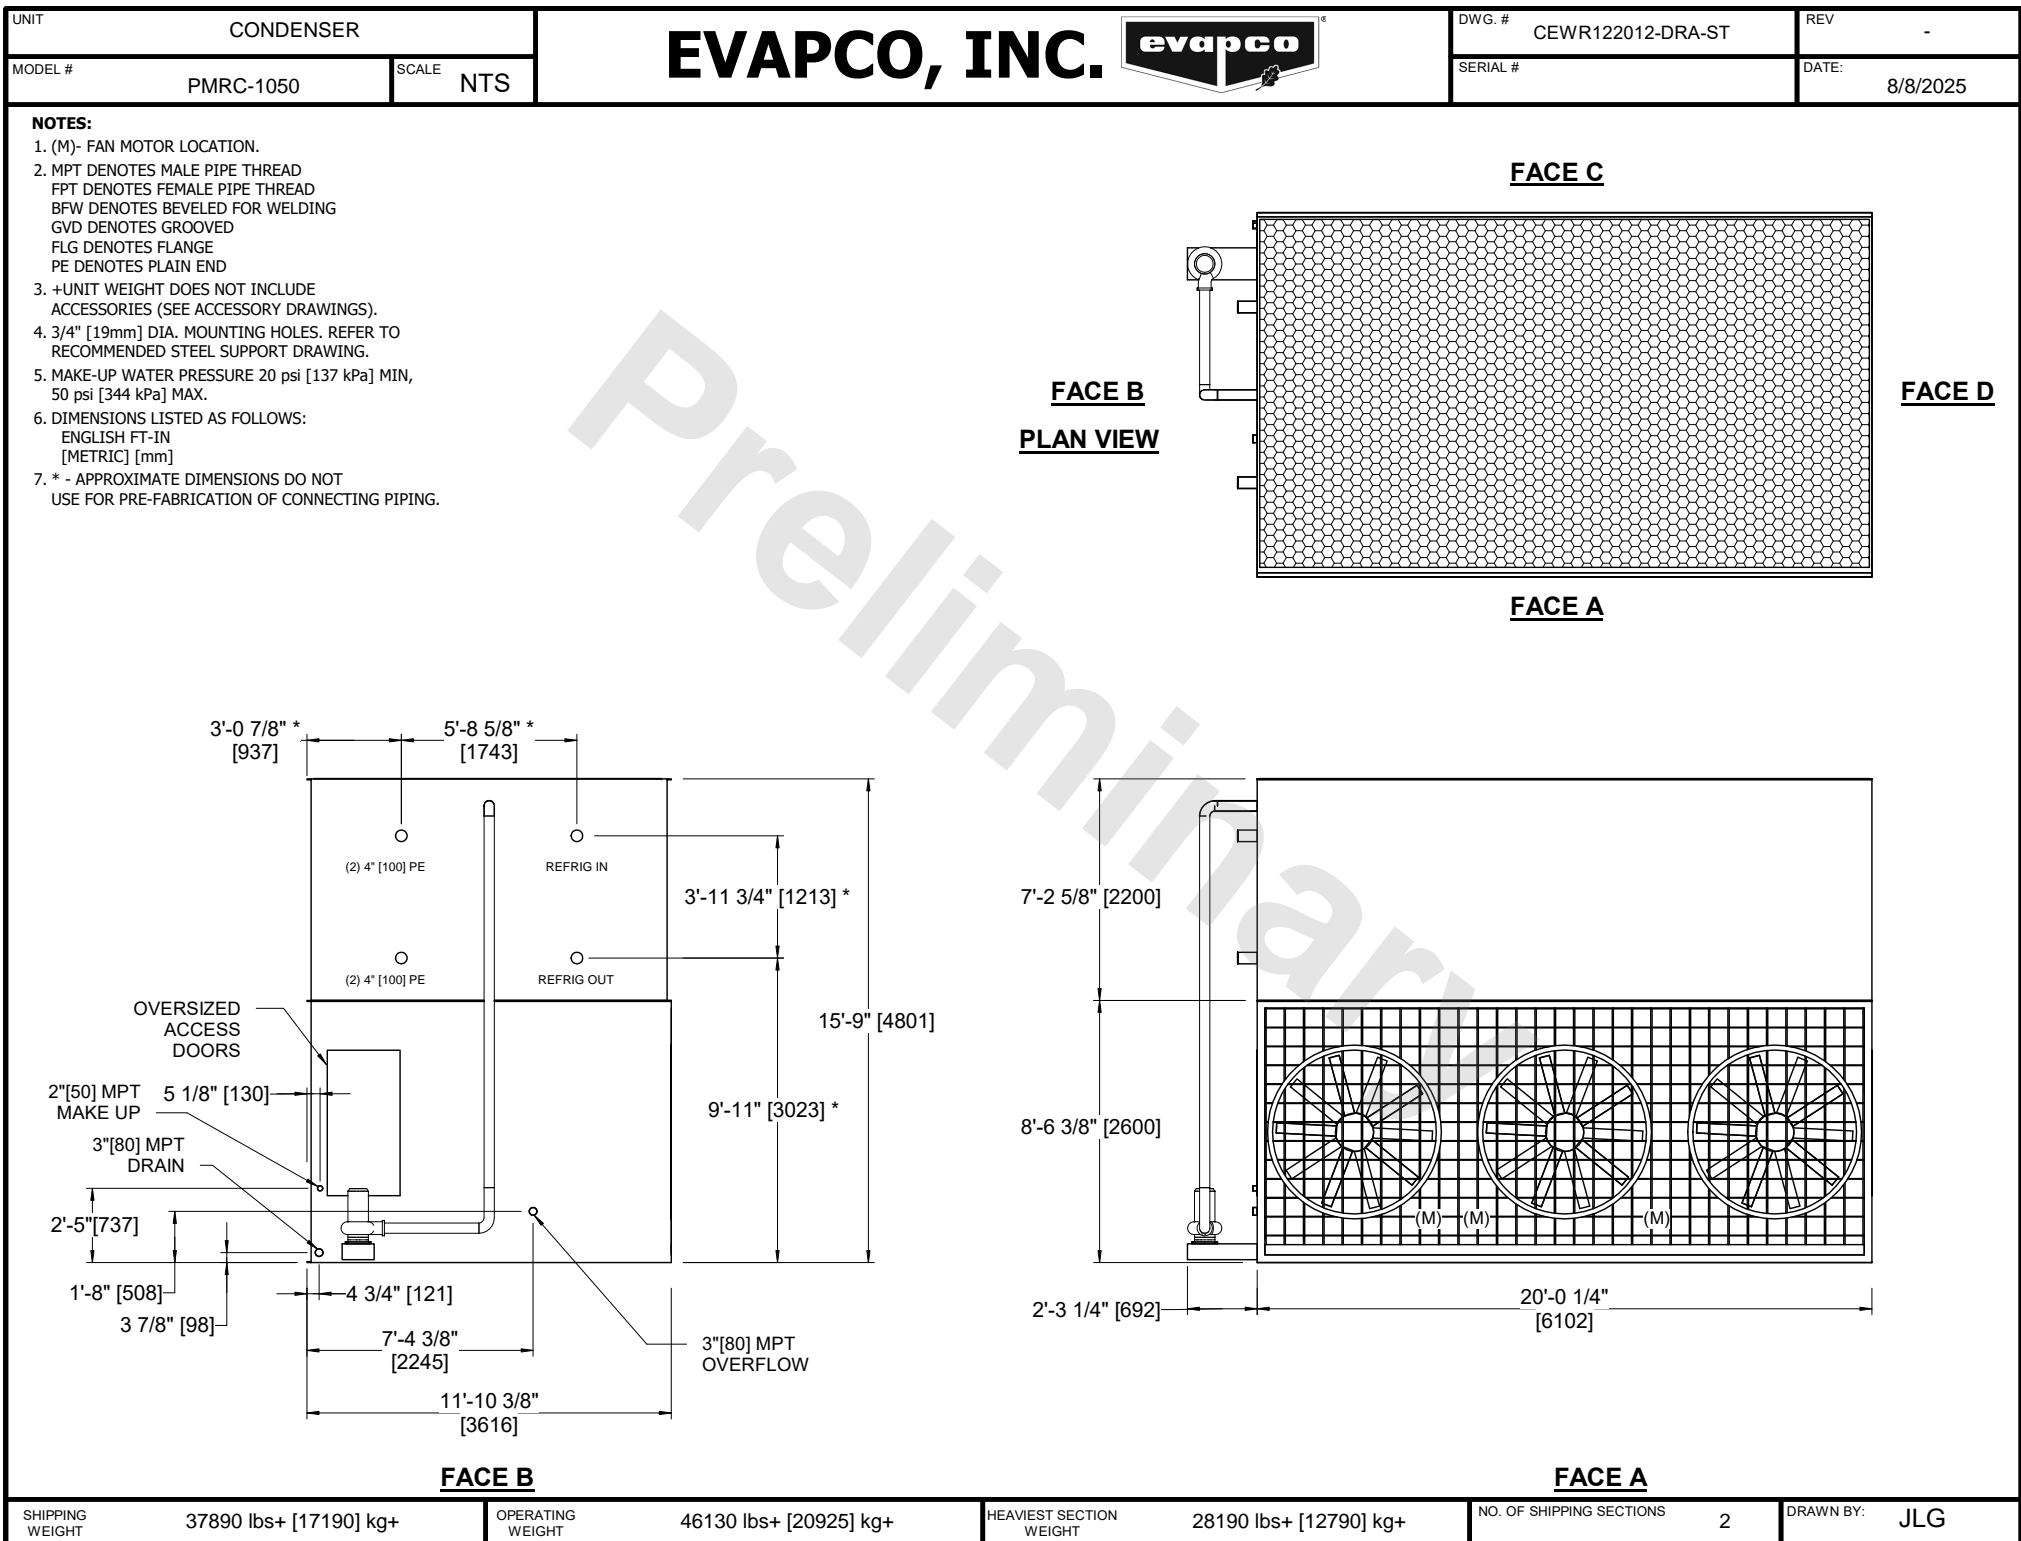 UNIT
CONDENSER
MODEL #
PMRC-1050
SCALE
NTS
EVAPCO, INC.
evapco
®
DWG. #
CEWR122012-DRA-ST
REV
-
SERIAL #
DATE:
8/8/2025
NOTES:
1. (M)- FAN MOTOR LOCATION.
2. MPT DENOTES MALE PIPE THREAD
FPT DENOTES FEMALE PIPE THREAD
BFW DENOTES BEVELED FOR WELDING
GVD DENOTES GROOVED
FLG DENOTES FLANGE
PE DENOTES PLAIN END
3. +UNIT WEIGHT DOES NOT INCLUDE
ACCESSORIES (SEE ACCESSORY DRAWINGS).
4. 3/4" [19mm] DIA. MOUNTING HOLES. REFER TO
RECOMMENDED STEEL SUPPORT DRAWING.
5. MAKE-UP WATER PRESSURE 20 psi [137 kPa] MIN,
50 psi [344 kPa] MAX.
6. DIMENSIONS LISTED AS FOLLOWS:
ENGLISH FT-IN
[METRIC] [mm]
7. * - APPROXIMATE DIMENSIONS DO NOT
USE FOR PRE-FABRICATION OF CONNECTING PIPING.
Preliminary
FACE C
FACE B
PLAN VIEW
FACE D
FACE A
3'-0 7/8" *
[937]
5'-8 5/8" *
[1743]
(2) 4" [100] PE
REFRIG IN
3'-11 3/4" [1213] *
(2) 4" [100] PE
REFRIG OUT
OVERSIZED
ACCESS
DOORS
15'-9" [4801]
2"[50] MPT
MAKE UP
5 1/8" [130]
9'-11" [3023] *
3"[80] MPT
DRAIN
2'-5"[737]
1'-8" [508]
4 3/4" [121]
3 7/8" [98]
7'-4 3/8"
[2245]
3"[80] MPT
OVERFLOW
11'-10 3/8"
[3616]
FACE B
7'-2 5/8" [2200]
8'-6 3/8" [2600]
(M)
(M)
(M)
2'-3 1/4" [692]
20'-0 1/4"
[6102]
FACE A
SHIPPING
WEIGHT
37890 lbs+ [17190] kg+
OPERATING
WEIGHT
46130 lbs+ [20925] kg+
HEAVIEST SECTION
WEIGHT
28190 lbs+ [12790] kg+
NO. OF SHIPPING SECTIONS
2
DRAWN BY:
JLG